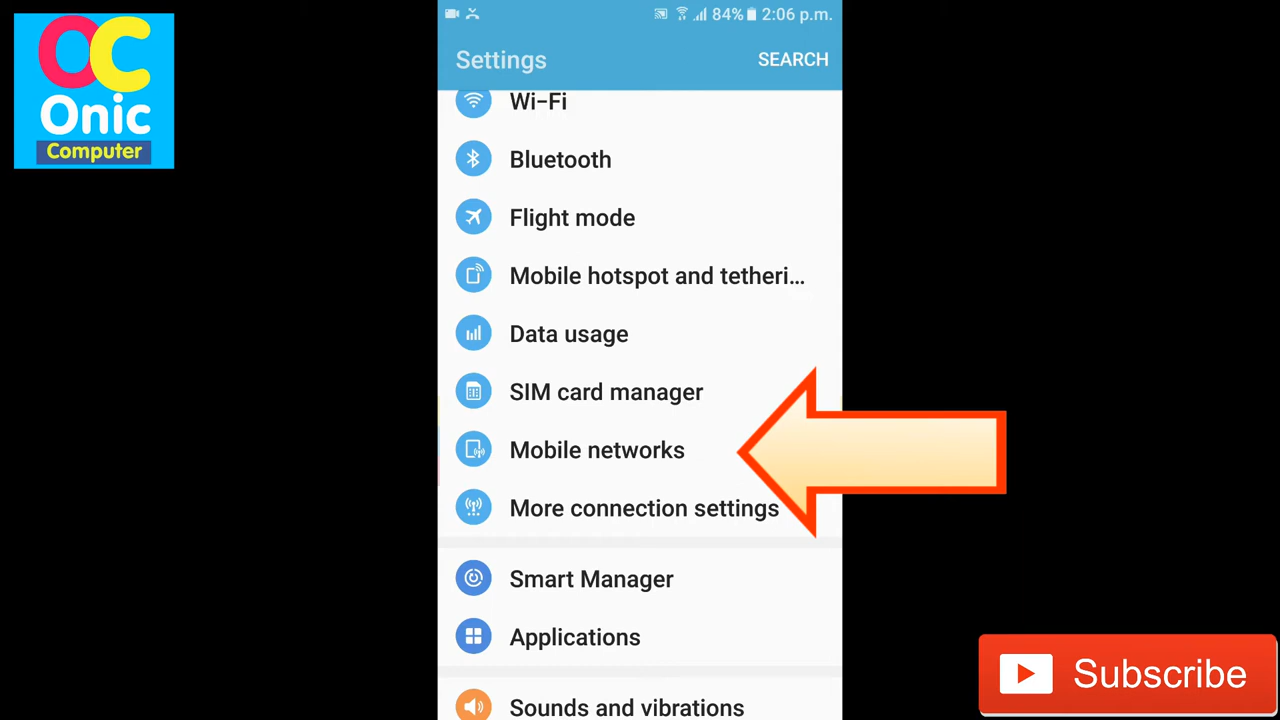 OC
Onic
Computer
84% 2:06 p.m.
Settings
SEARCH
Wi-Fi
Bluetooth
Flight mode
Mobile hotspot and tetheri...
Data usage
SIM card manager
Mobile networks
More connection settings
Smart Manager
Applications
Sounds and vibrations
Subscribe